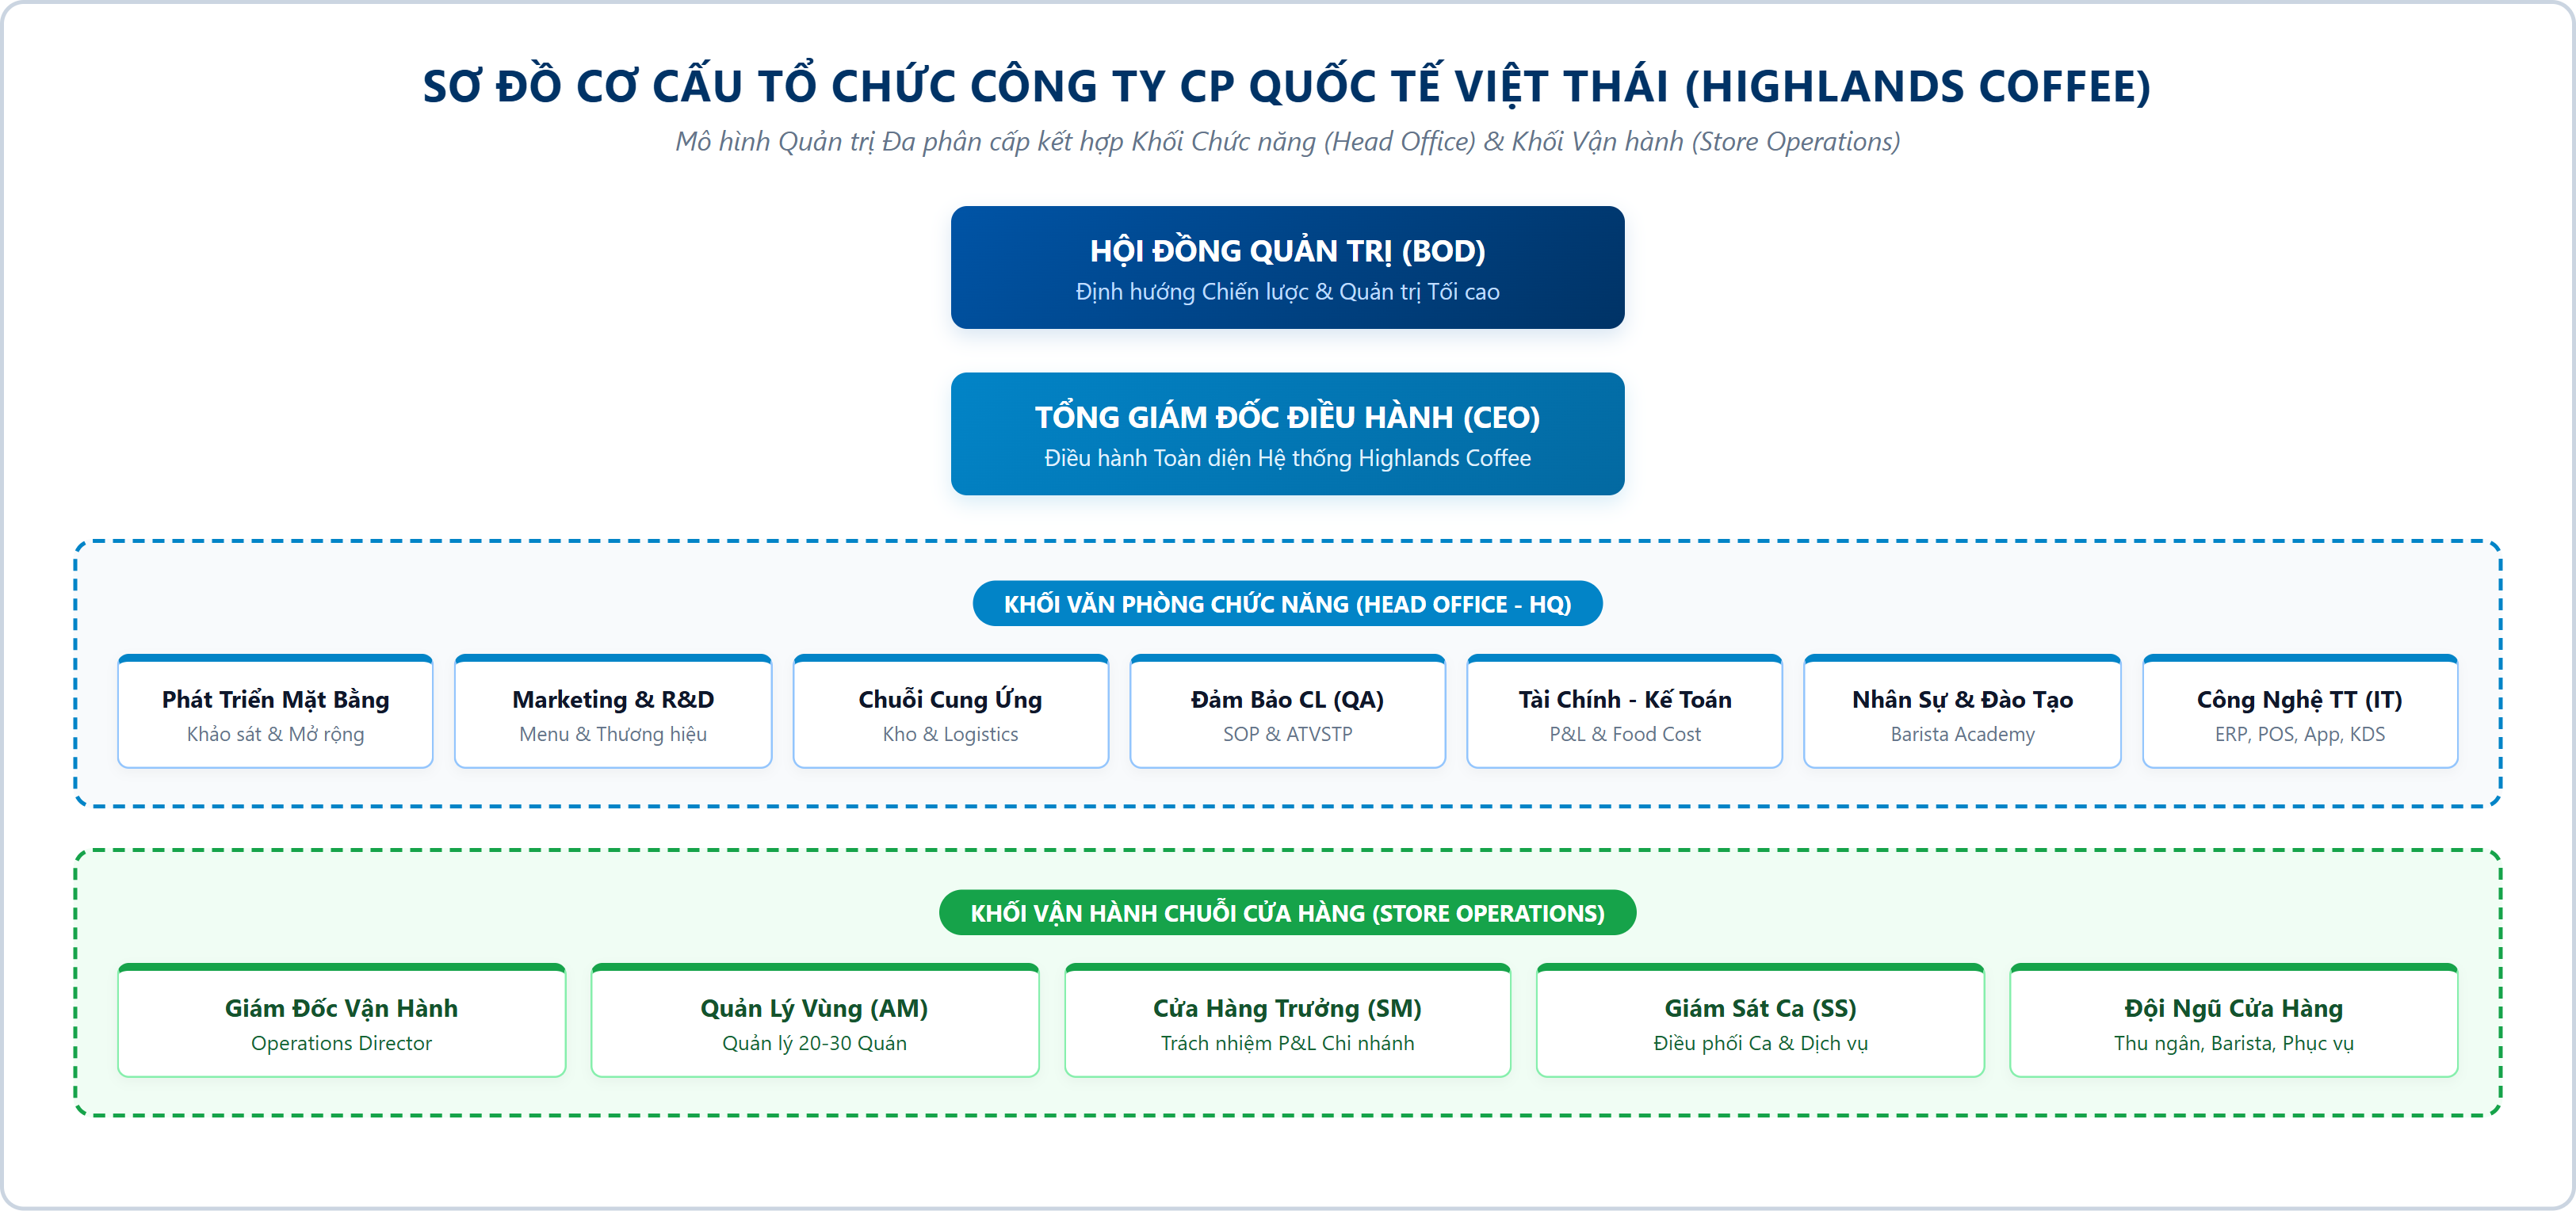 SƠ ĐỒ CƠ CẤU TỔ CHỨC CÔNG TY CP QUỐC TẾ VIỆT THÁI (HIGHLANDS COFFEE)
Mô hình Quản trị Đa phân cấp kết hợp Khối Chức năng (Head Office) & Khối Vận hành (Store Operations)
HỘI ĐỒNG QUẢN TRỊ (BOD)
Định hướng Chiến lược & Quản trị Tối cao
TỔNG GIÁM ĐỐC ĐIỀU HÀNH (CEO)
Điều hành Toàn diện Hệ thống Highlands Coffee
KHỐI VĂN PHÒNG CHỨC NĂNG (HEAD OFFICE - HQ)
Phát Triển Mặt Bằng
Khảo sát & Mở rộng
Marketing & R&D
Menu & Thương hiệu
Chuỗi Cung Ứng
Kho & Logistics
Đảm Bảo CL (QA)
SOP & ATVSTP
Tài Chính - Kế Toán
P&L & Food Cost
Nhân Sự & Đào Tạo
Barista Academy
Công Nghệ TT (IT)
ERP, POS, App, KDS
KHỐI VẬN HÀNH CHUỖI CỬA HÀNG (STORE OPERATIONS)
Giám Đốc Vận Hành
Operations Director
Quản Lý Vùng (AM)
Quản lý 20-30 Quán
Cửa Hàng Trưởng (SM)
Trách nhiệm P&L Chi nhánh
Giám Sát Ca (SS)
Điều phối Ca & Dịch vụ
Đội Ngũ Cửa Hàng
Thu ngân, Barista, Phục vụ